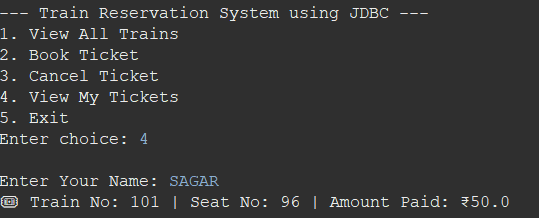 --- Train Reservation System using JDBC ---
1. View All Trains
2. Book Ticket
3. Cancel Ticket
4. View My Tickets
5. Exit
Enter choice: 4
Enter Your Name: SAGAR
🎟 Train No: 101 | Seat No: 96 | Amount Paid: ₹50.0